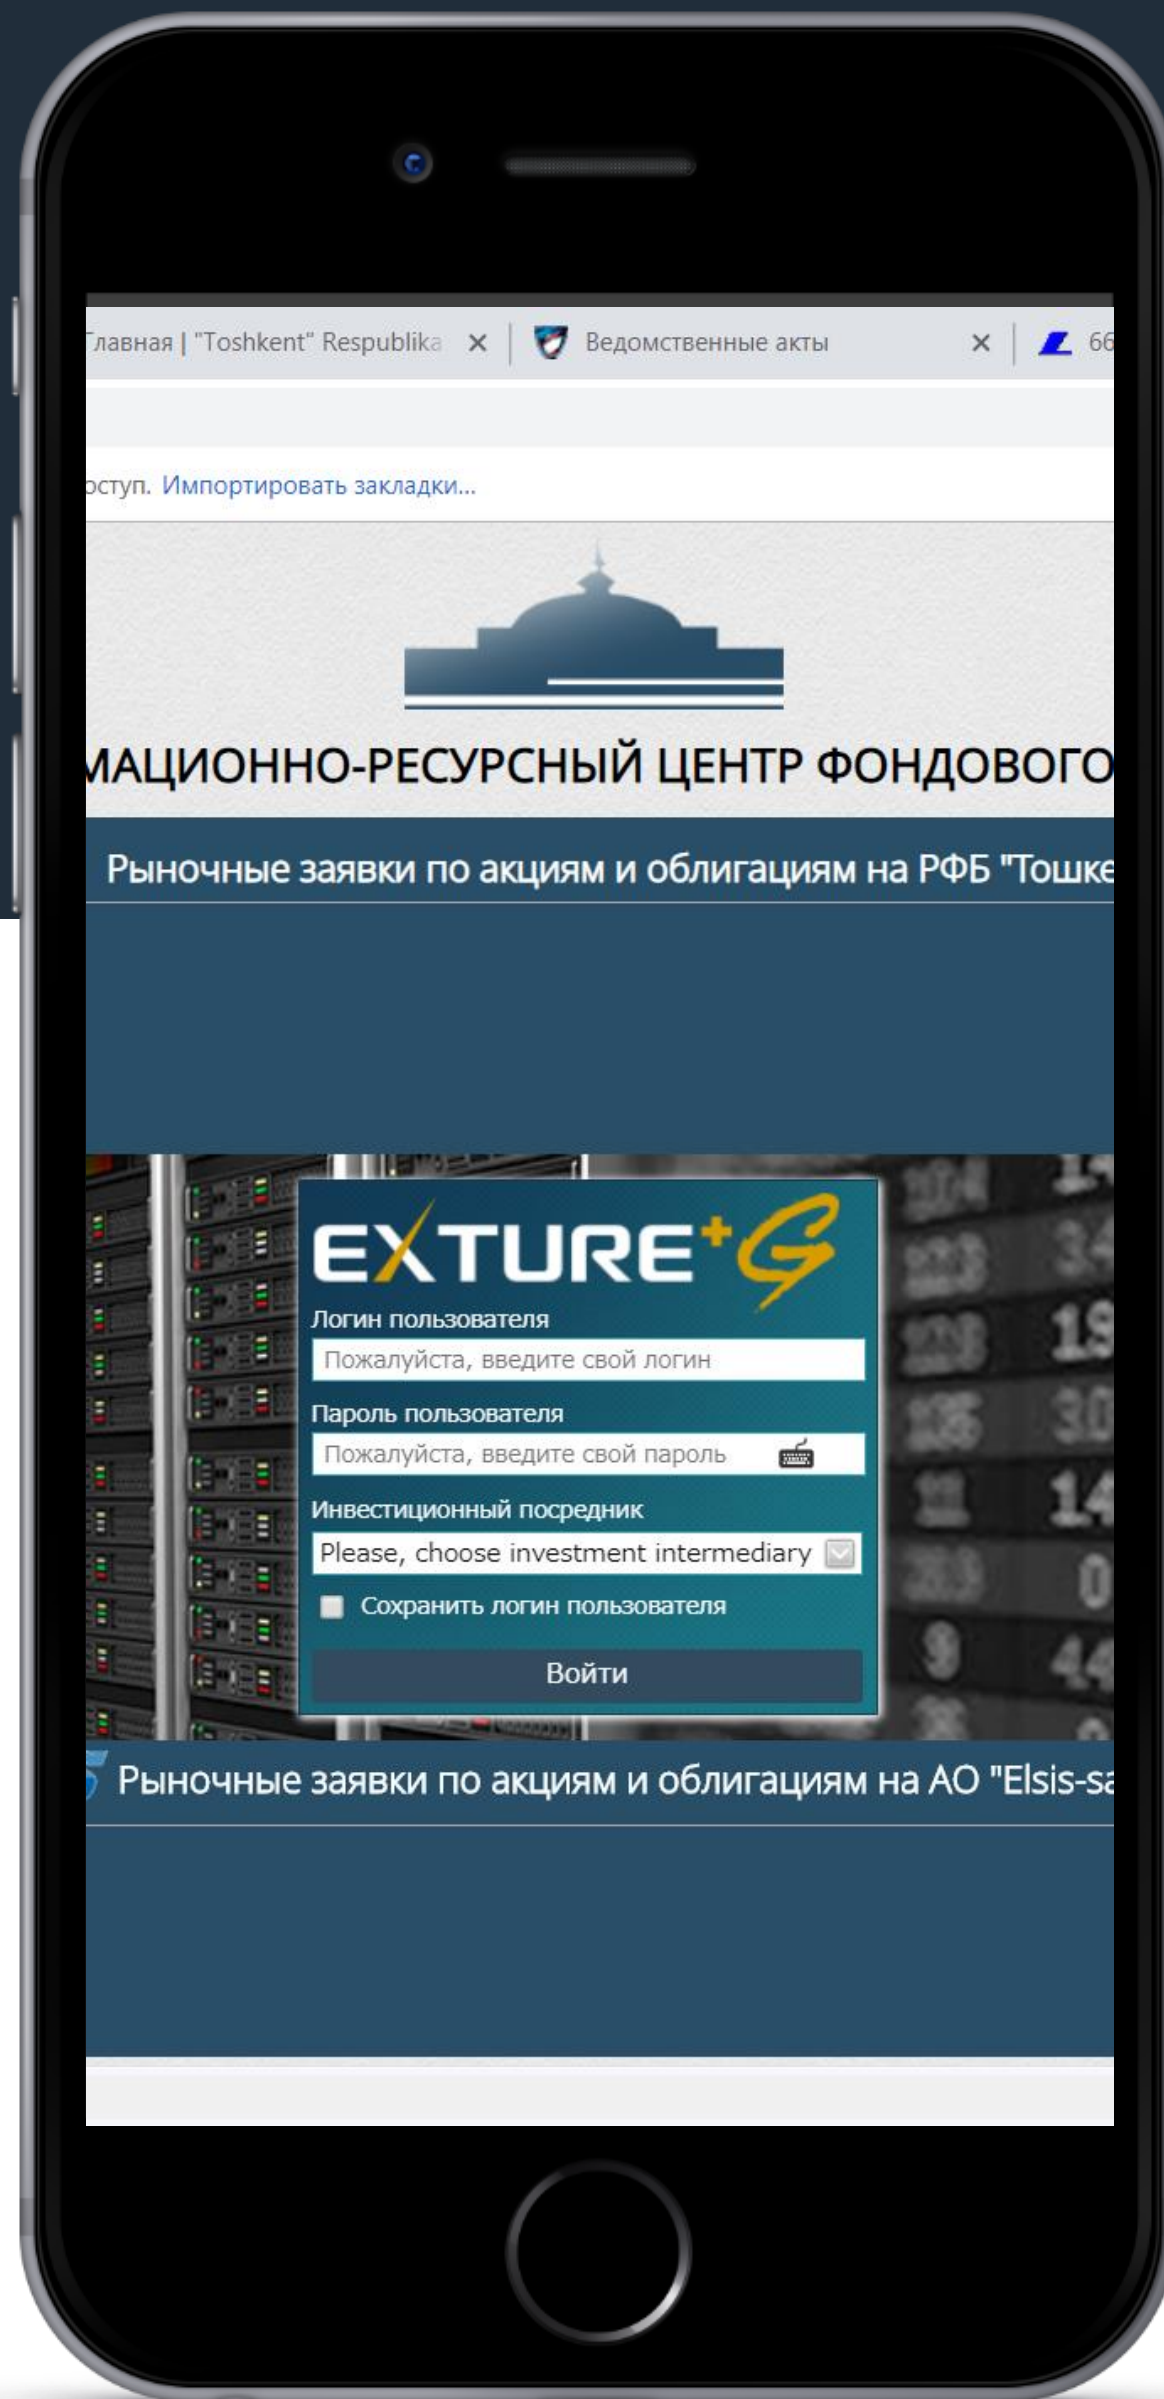 Главная | "Toshkent" Respublika
Ведомственные акты
66
оступ. Импортировать закладки...
МАЦИОННО-РЕСУРСНЫЙ ЦЕНТР ФОНДОВОГО
Рыночные заявки по акциям и облигациям на РФБ "Тошке
EXTURE+G
Логин пользователя
Пожалуйста, введите свой логин
Пароль пользователя
Пожалуйста, введите свой пароль
Инвестиционный посредник
Please, choose investment intermediary
Сохранить логин пользователя
Войти
Рыночные заявки по акциям и облигациям на АО "Elsis-sa